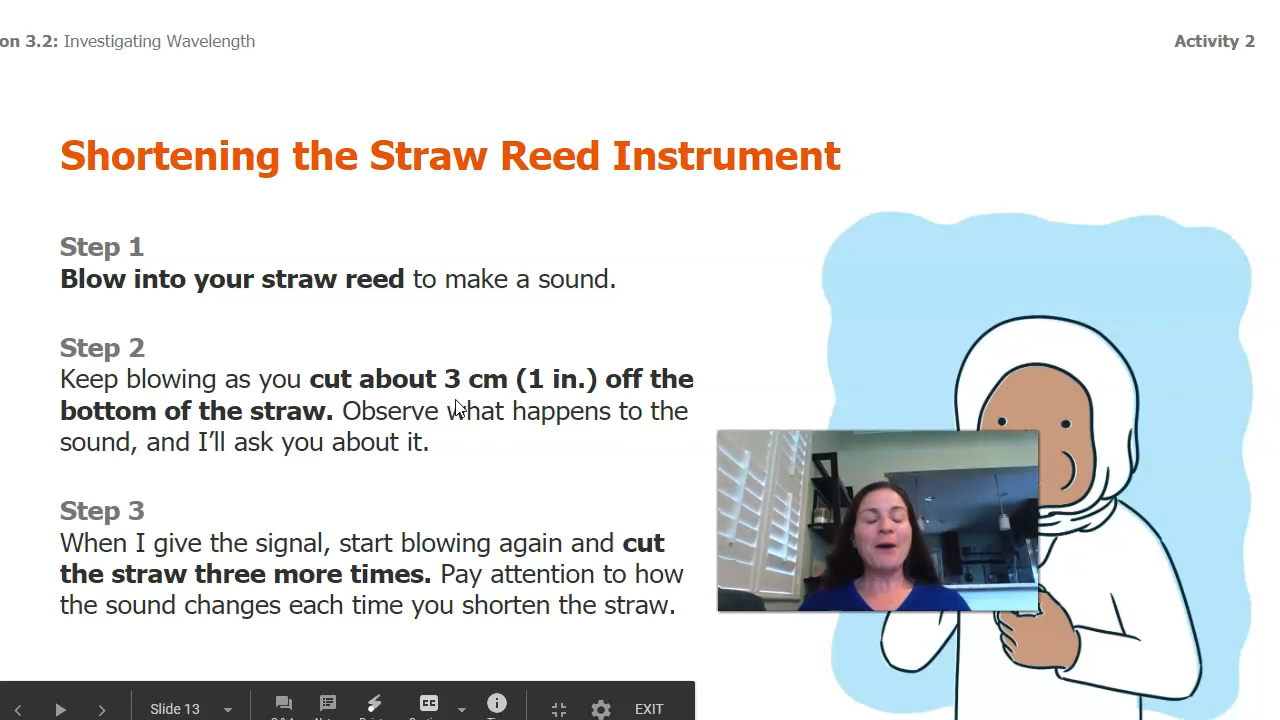 on 3.2: Investigating Wavelength
Activity 2
Shortening the Straw Reed Instrument
Step 1
Blow into your straw reed to make a sound.
Step 2
Keep blowing as you cut about 3 cm (1 in.) off the
bottom of the straw. Observe what happens to the
sound, and I’ll ask you about it.
Step 3
When I give the signal, start blowing again and cut
the straw three more times. Pay attention to how
the sound changes each time you shorten the straw.
Slide 13
CC
EXIT